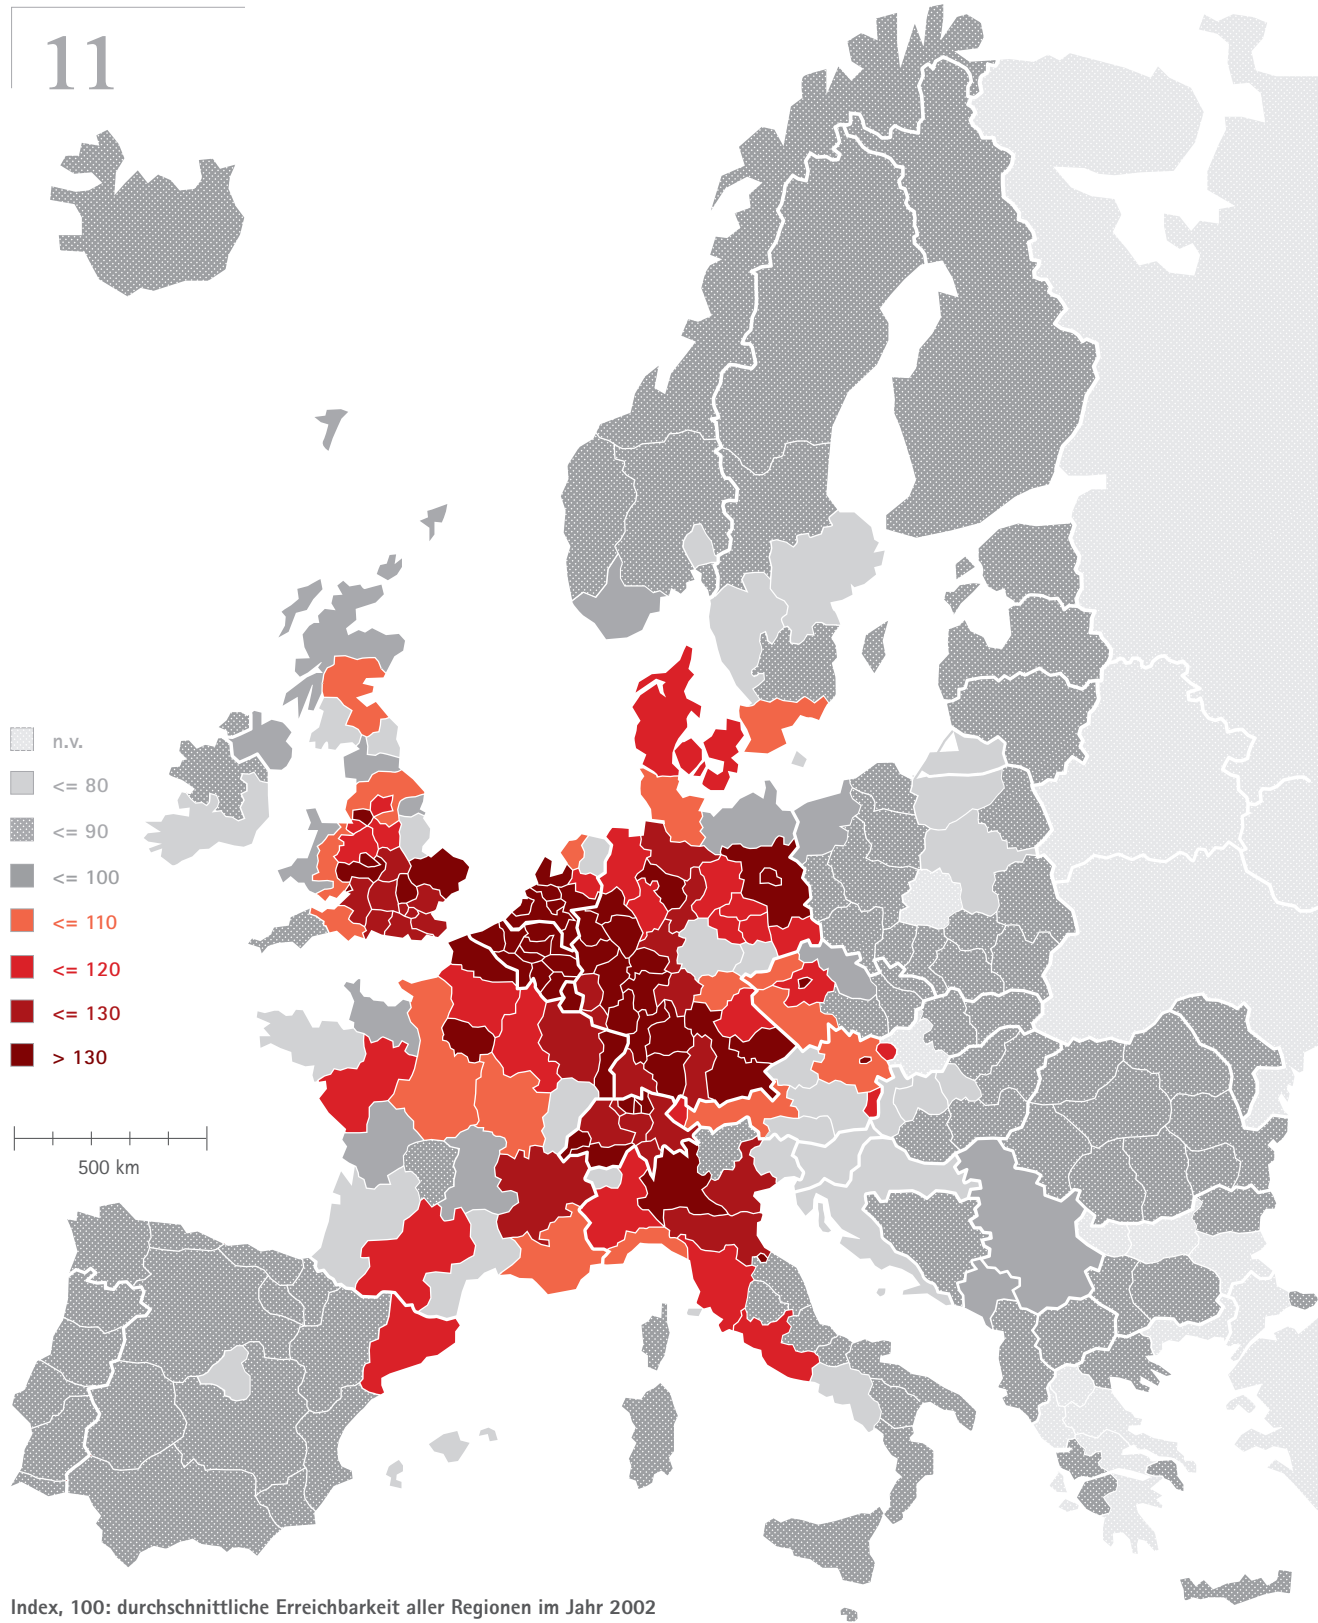 11
n.v.
<= 80
<= 90
<= 100
<= 110
<= 120
<= 130
> 130
500 km
Index, 100: durchschnittliche Erreichbarkeit aller Regionen im Jahr 2002